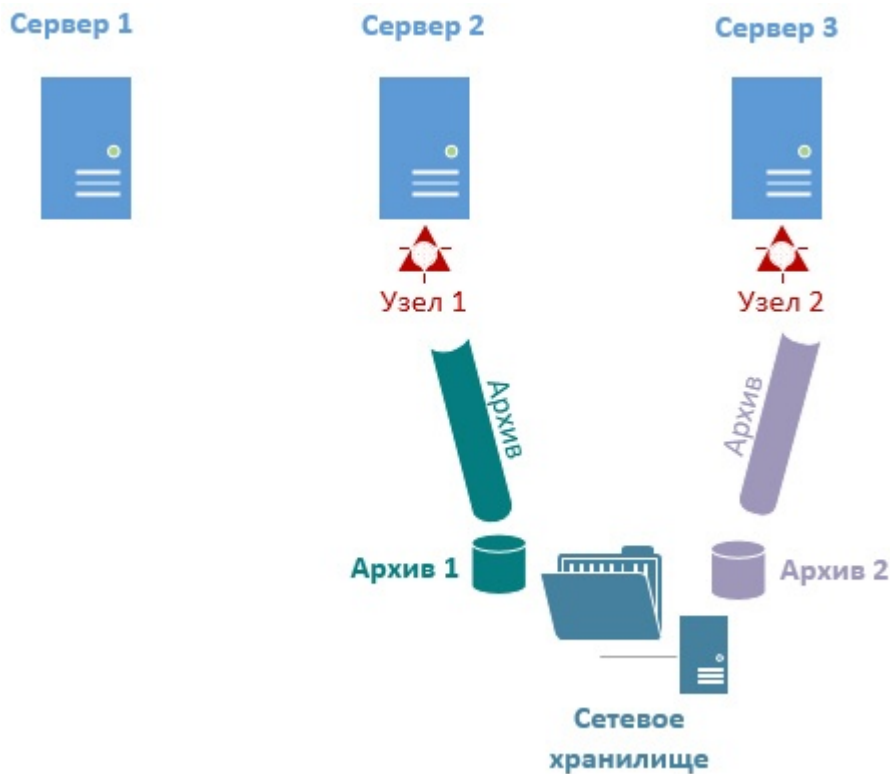 Сервер 1
Сервер 2
Сервер 3
Узел 1
Узел 2
Архив
Архив
Архив 1
Архив 2
Сетевое
хранилище